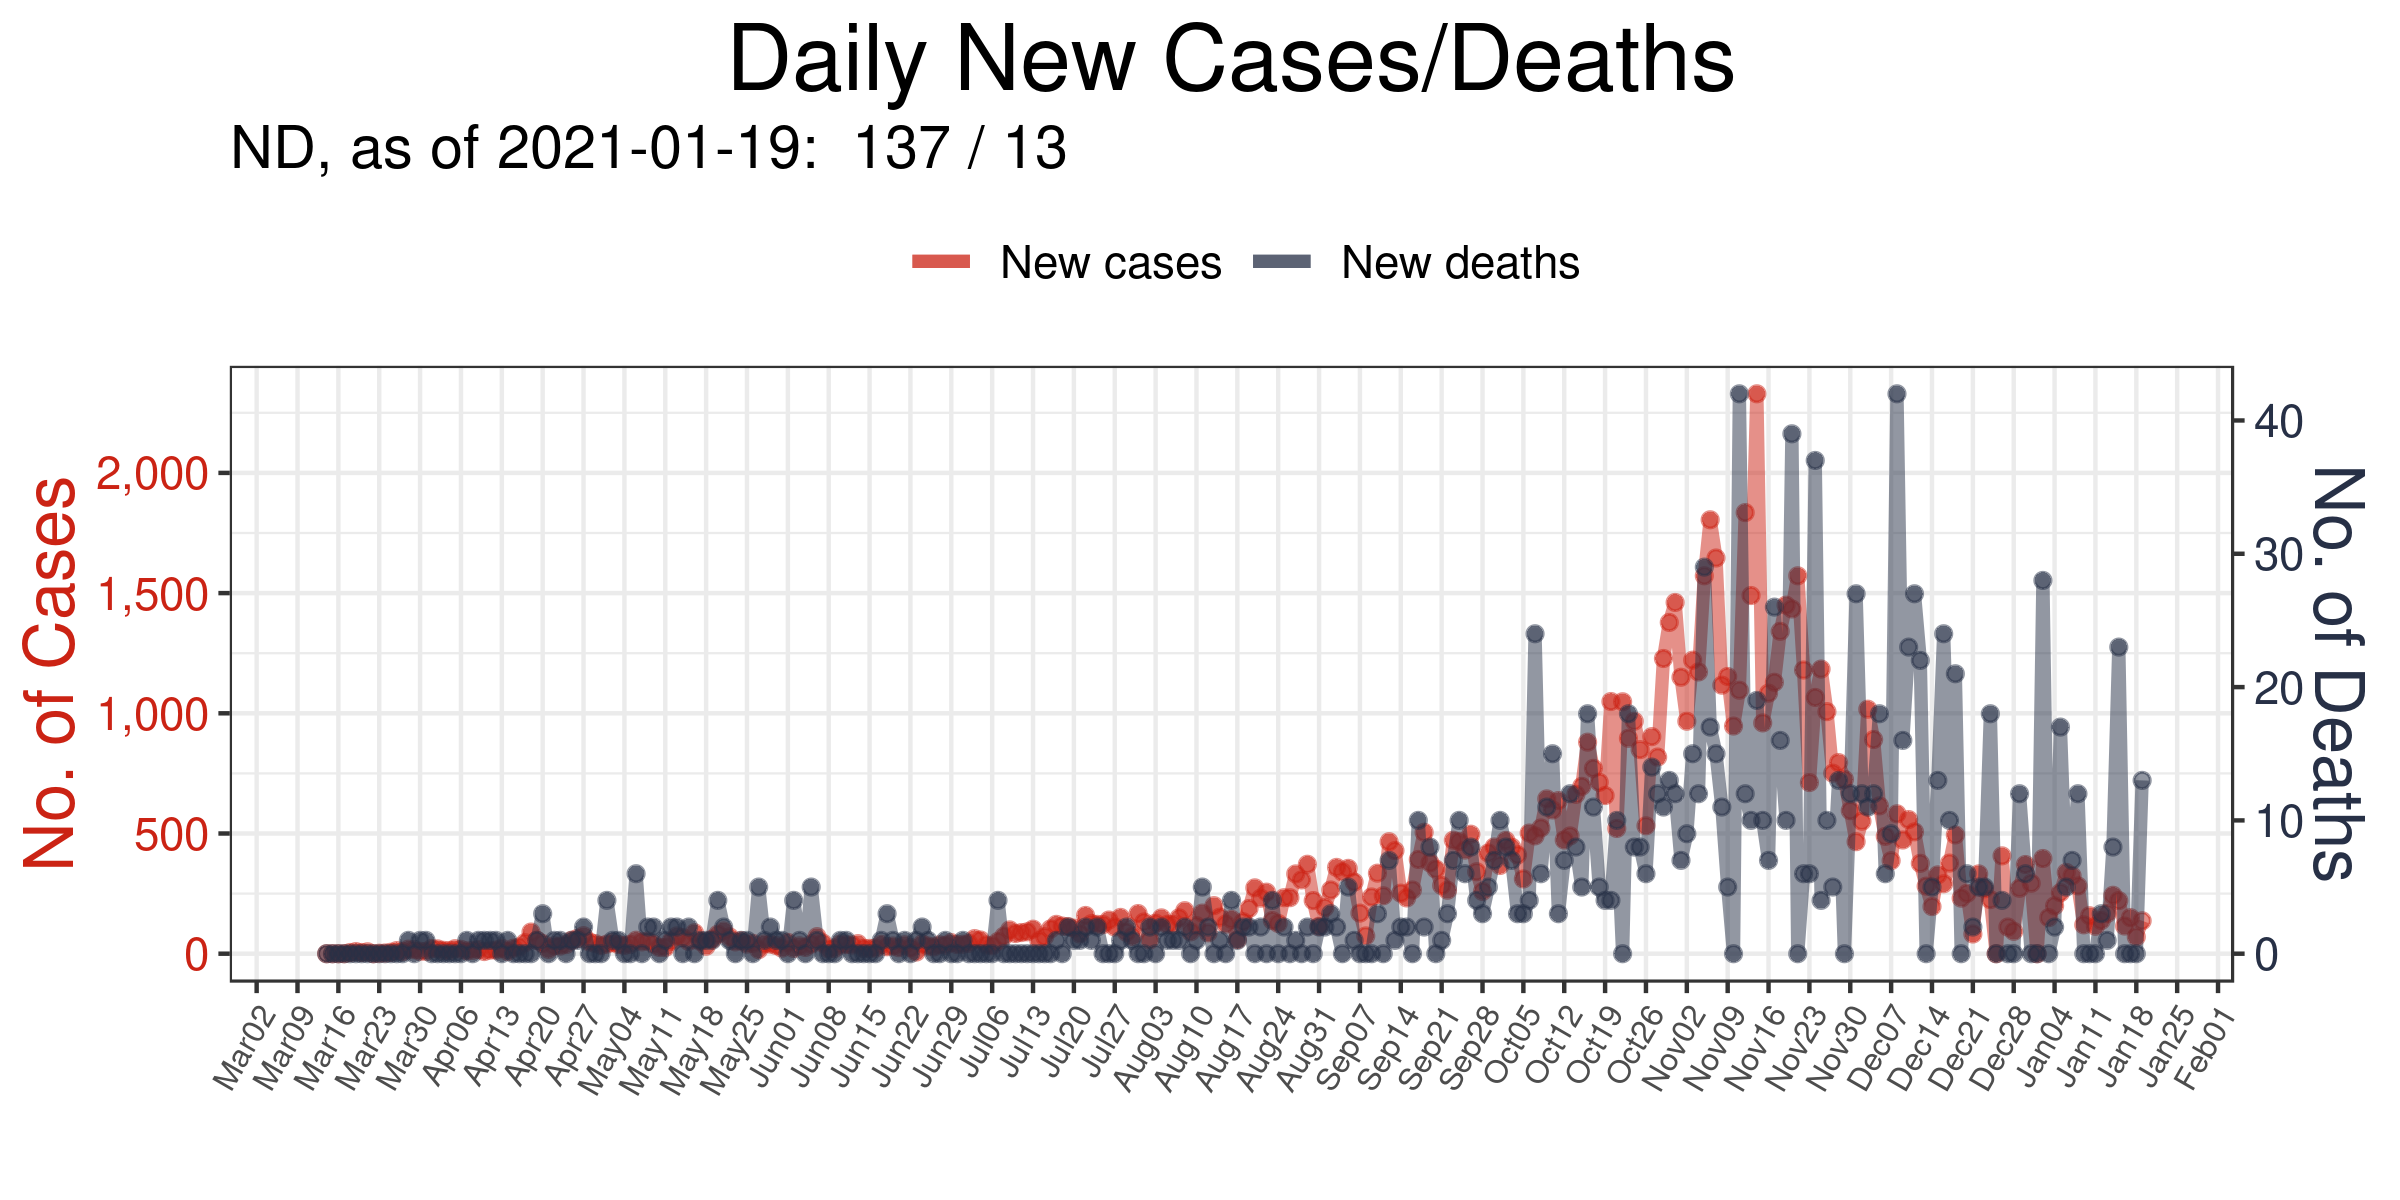 Daily New Cases/Deaths
ND, as of 2021-01-19:  137 / 13
New cases
New deaths
No. of Cases
2,000
1,500
1,000
500
0
40
30
20
10
0
No. of Deaths
Mar02
Mar09
Mar16
Mar23
Mar30
Apr06
Apr13
Apr20
Apr27
May04
May11
May18
May25
Jun01
Jun08
Jun15
Jun22
Jun29
Jul06
Jul13
Jul20
Jul27
Aug03
Aug10
Aug17
Aug24
Aug31
Sep07
Sep14
Sep21
Sep28
Oct05
Oct12
Oct19
Oct26
Nov02
Nov09
Nov16
Nov23
Nov30
Dec07
Dec14
Dec21
Dec28
Jan04
Jan11
Jan18
Jan25
Feb01